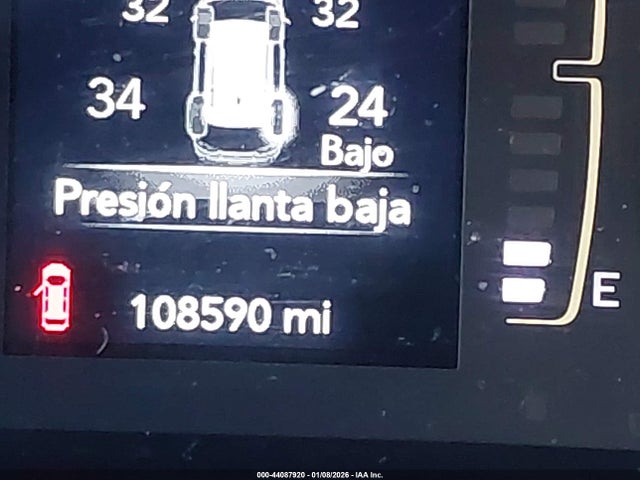 32 32
34 24
Bajo
Presión llanta baja
108590 mi
E
000-44087920 - 01/08/2026 - IAA Inc.